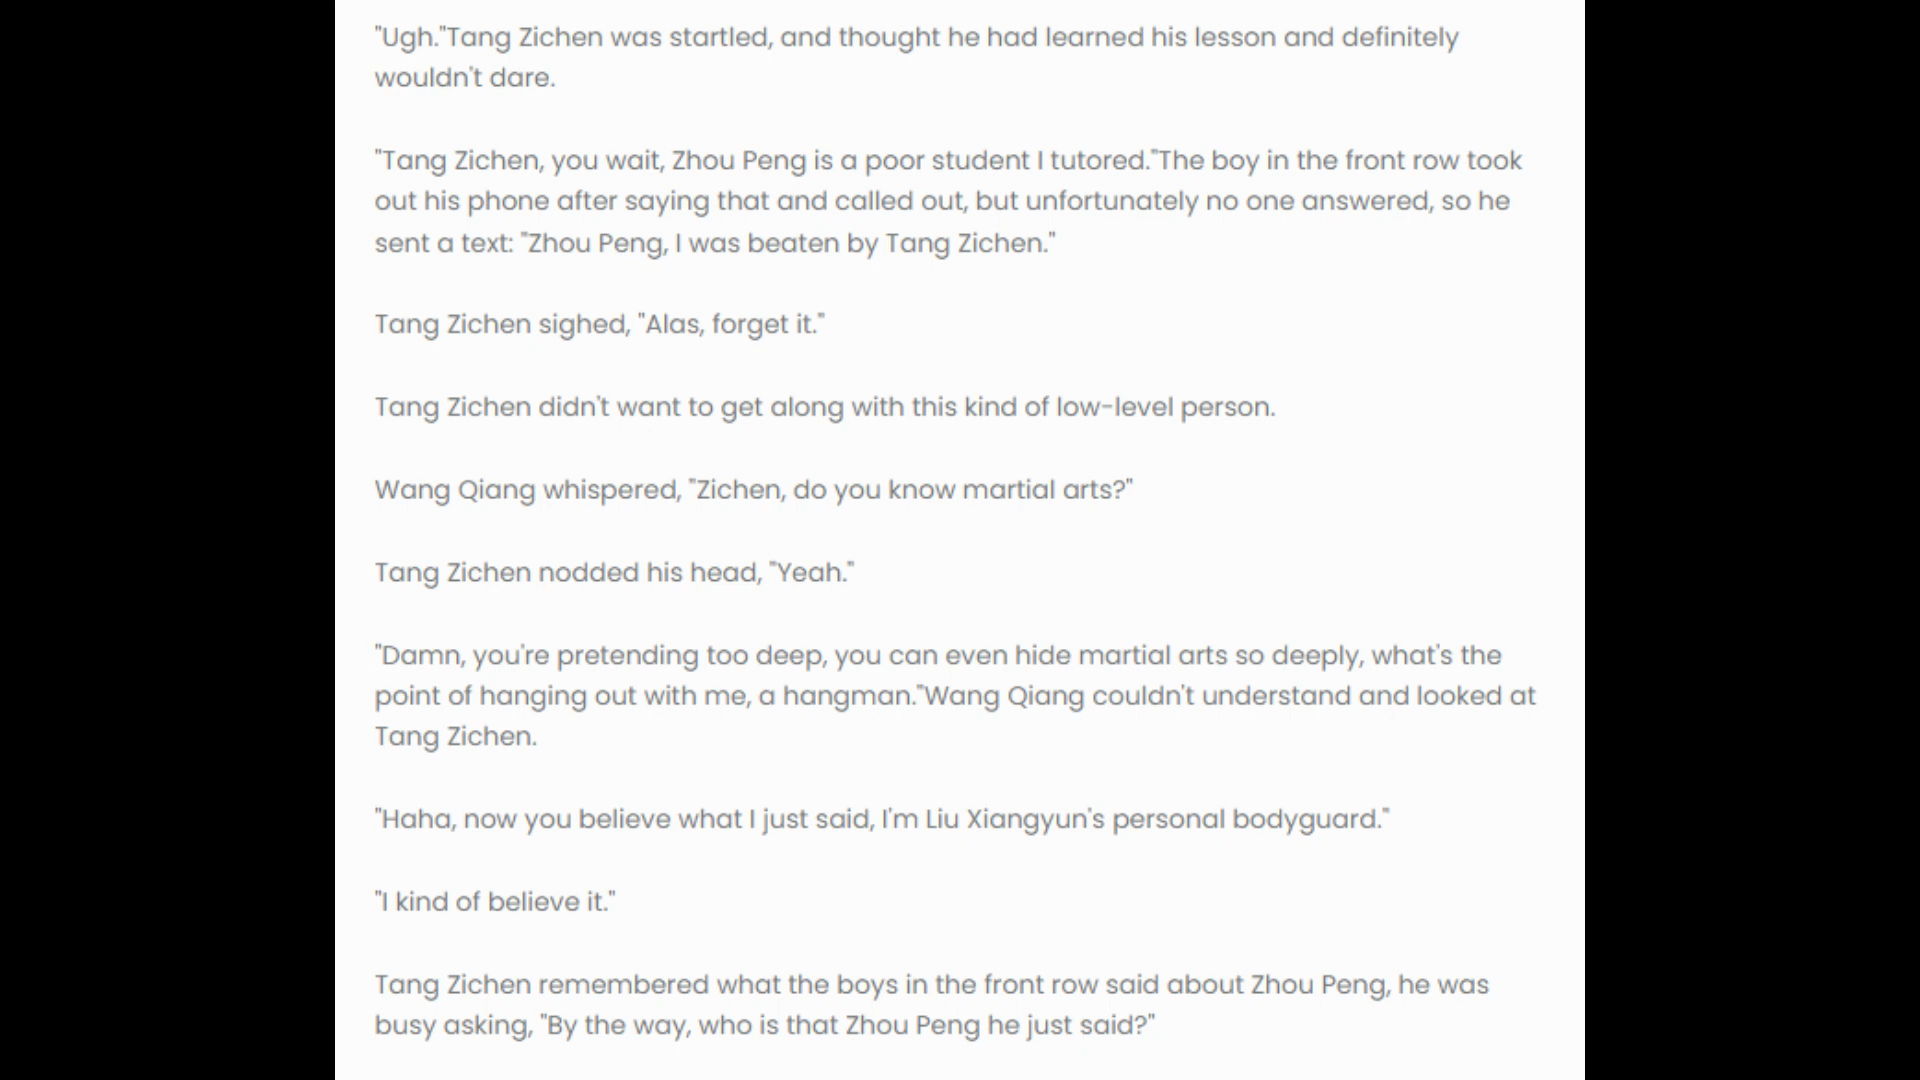 "Ugh."Tang Zichen was startled, and thought he had learned his lesson and definitely
wouldn't dare.
"Tang Zichen, you wait, Zhou Peng is a poor student I tutored."The boy in the front row took
out his phone after saying that and called out, but unfortunately no one answered, so he
sent a text: "Zhou Peng, I was beaten by Tang Zichen."
Tang Zichen sighed, "Alas, forget it."
Tang Zichen didn't want to get along with this kind of low-level person.
Wang Qiang whispered, "Zichen, do you know martial arts?"
Tang Zichen nodded his head, "Yeah."
"Damn, you're pretending too deep, you can even hide martial arts so deeply, what's the
point of hanging out with me, a hangman."Wang Qiang couldn't understand and looked at
Tang Zichen.
"Haha, now you believe what I just said, I'm Liu Xiangyun's personal bodyguard."
"I kind of believe it."
Tang Zichen remembered what the boys in the front row said about Zhou Peng, he was
busy asking, "By the way, who is that Zhou Peng he just said?"